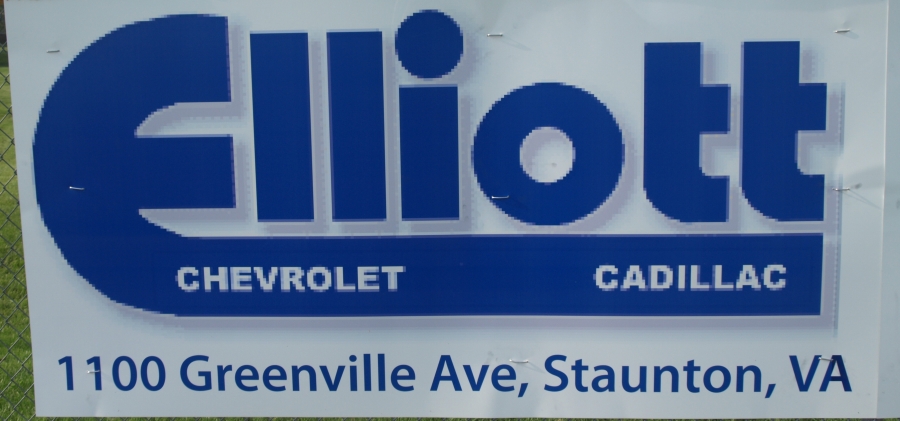 Elliott
CHEVROLET CADILLAC
1100 Greenville Ave, Staunton, VA